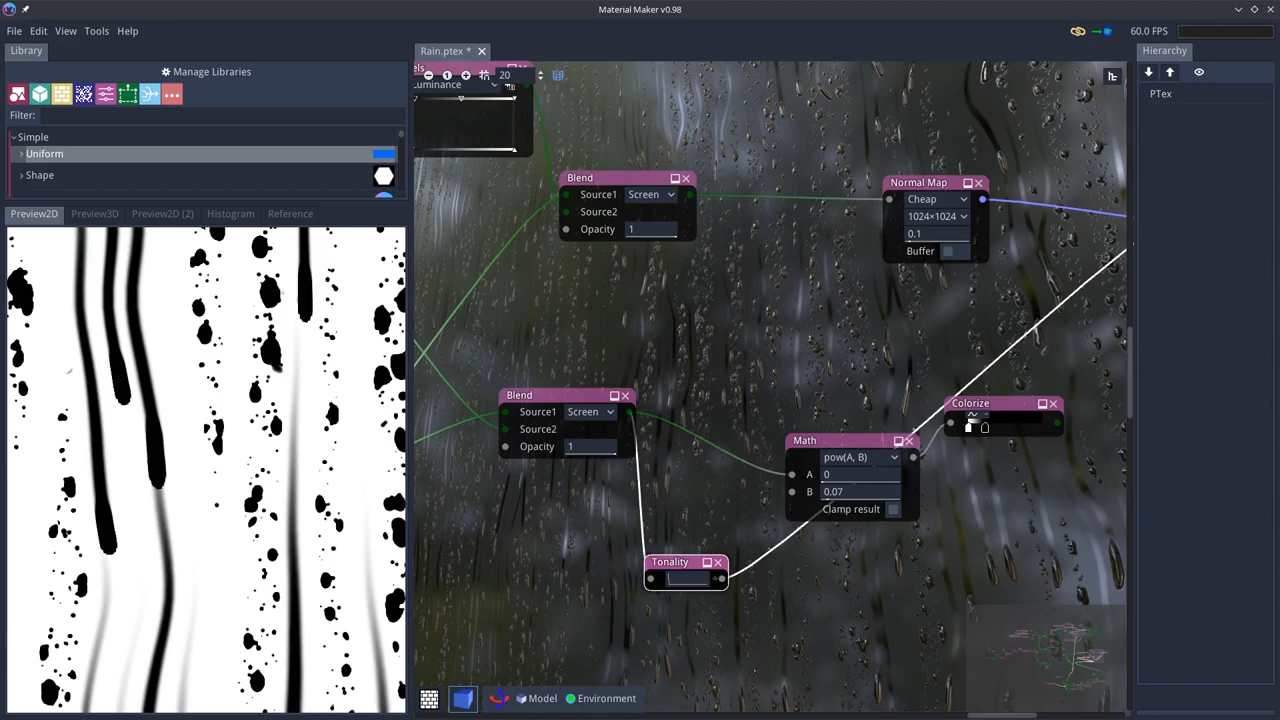 Material Maker v0.98
File Edit View Tools Help
60.0 FPS
Library
Manage Libraries
Filter:
Simple
Uniform
Shape
Preview2D Preview3D Preview2D (2) Histogram Reference
Rain.ptex *
20
Blend
Source1 Screen
Source2
Opacity 1
Normal Map
Cheap
1024×1024
0.1
Buffer
Blend
Source1 Screen
Source2
Opacity 1
Colorize
Math
pow(A, B)
A 0
B 0.07
Clamp result
Tonality
Model Environment
Hierarchy
PTex